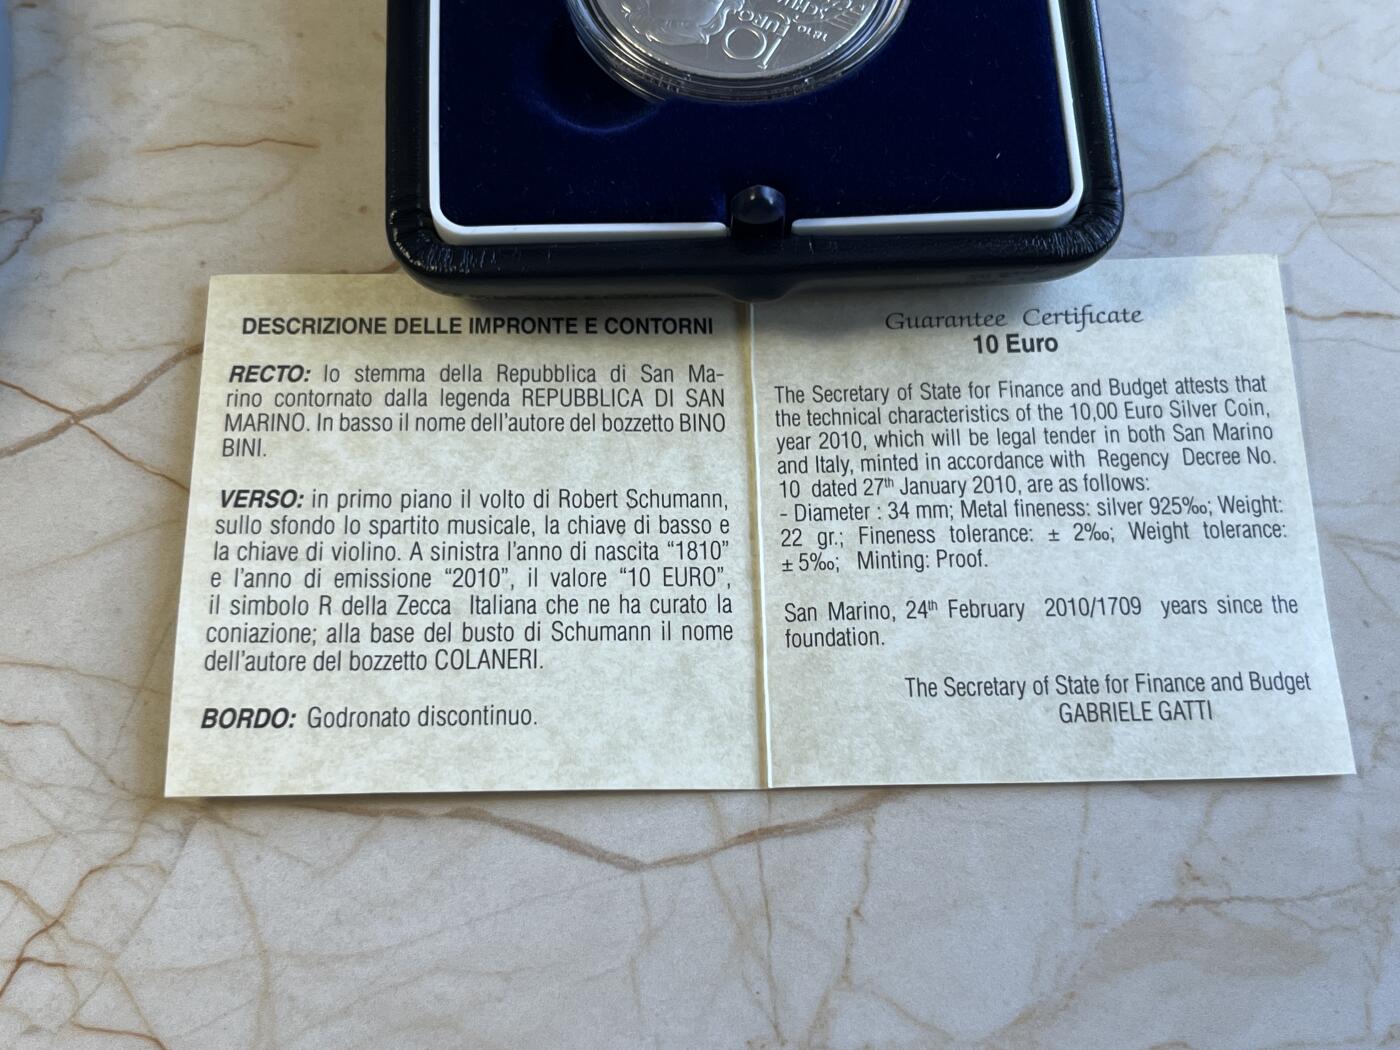 10
EURO
1810
DESCRIZIONE DELLE IMPRONTE E CONTORNI
RECTO: lo stemma della Repubblica di San Ma-
rino contornato dalla legenda REPUBBLICA DI SAN
MARINO. In basso il nome dell'autore del bozzetto BINO
BINI.
VERSO: in primo piano il volto di Robert Schumann,
sullo sfondo lo spartito musicale, la chiave di basso e
la chiave di violino. A sinistra l'anno di nascita “1810”
e l'anno di emissione “2010”, il valore “10 EURO”,
il simbolo R della Zecca Italiana che ne ha curato la
coniazione; alla base del busto di Schumann il nome
dell'autore del bozzetto COLANERI.
BORDO: Godronato discontinuo.
Guarantee Certificate
10 Euro
The Secretary of State for Finance and Budget attests that
the technical characteristics of the 10,00 Euro Silver Coin,
year 2010, which will be legal tender in both San Marino
and Italy, minted in accordance with Regency Decree No.
10 dated 27th January 2010, are as follows:
- Diameter : 34 mm; Metal fineness: silver 925‰; Weight:
22 gr.; Fineness tolerance: ± 2‰; Weight tolerance:
± 5‰; Minting: Proof.
San Marino, 24th February 2010/1709 years since the
foundation.
The Secretary of State for Finance and Budget
GABRIELE GATTI